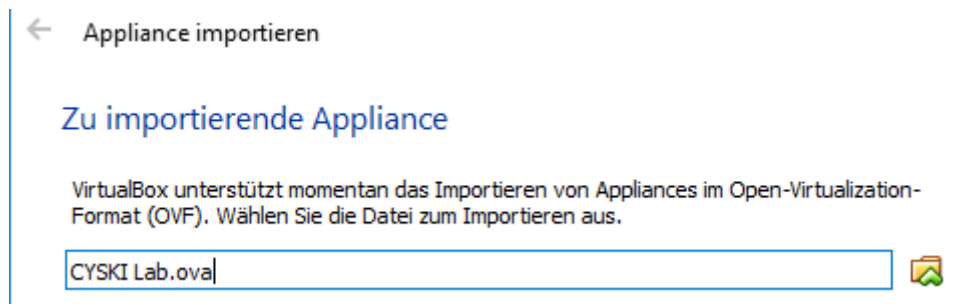 Appliance importieren
Zu importierende Appliance
VirtualBox unterstützt momentan das Importieren von Appliances im Open-Virtualization-
Format (OVF). Wählen Sie die Datei zum Importieren aus.
CYSKI Lab.ova